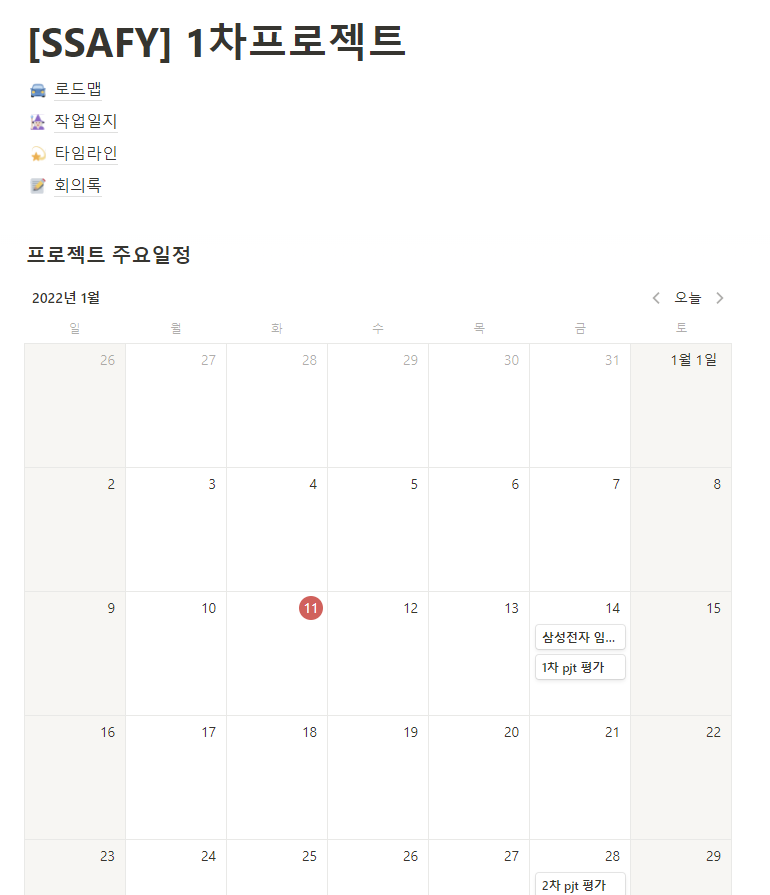 [SSAFY] 1차프로젝트
로드맵
작업일지
타임라인
회의록
프로젝트 주요일정
2022년 1월 오늘
일 월 화 수 목 금 토
26 27 28 29 30 31 1월 1일
2 3 4 5 6 7 8
9 10 11 12 13 14 15
삼성전자 임...
1차 pjt 평가
16 17 18 19 20 21 22
23 24 25 26 27 28 29
2차 pjt 평가